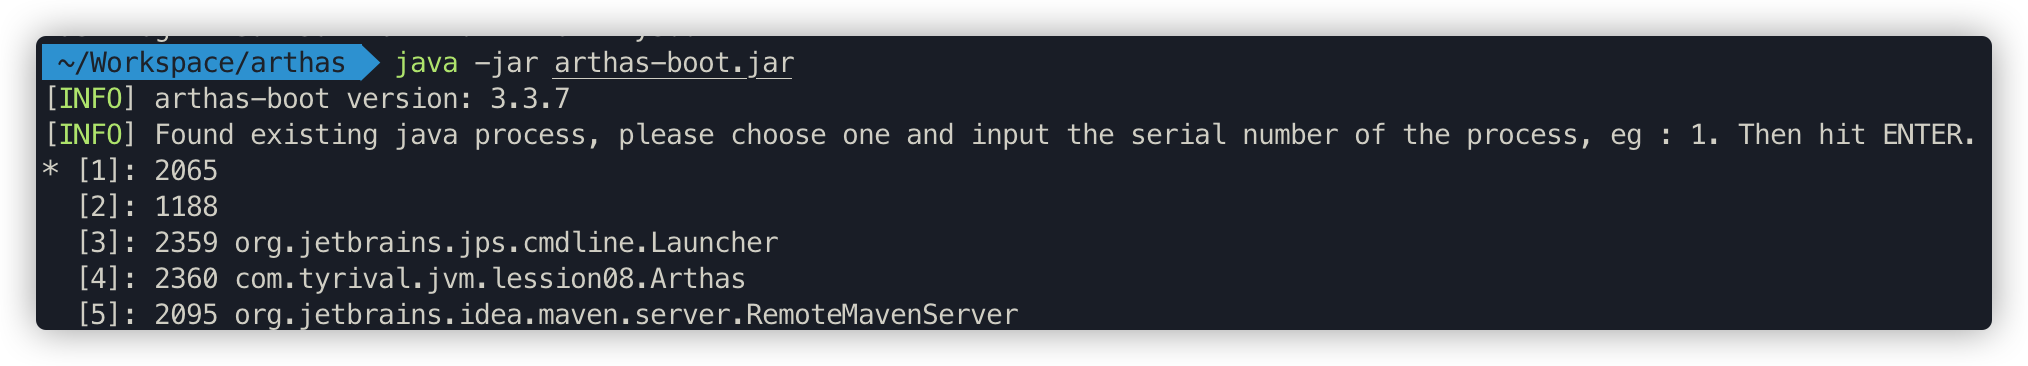 ~/Workspace/arthas java -jar arthas-boot.jar
[INFO] arthas-boot version: 3.3.7
[INFO] Found existing java process, please choose one and input the serial number of the process, eg : 1. Then hit ENTER.
* [1]: 2065
  [2]: 1188
  [3]: 2359 org.jetbrains.jps.cmdline.Launcher
  [4]: 2360 com.tyrival.jvm.lession08.Arthas
  [5]: 2095 org.jetbrains.idea.maven.server.RemoteMavenServer